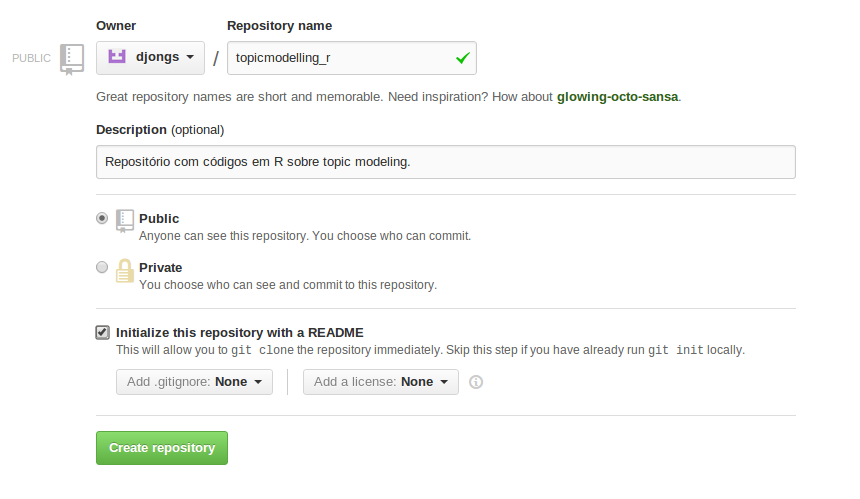 Owner Repository name
PUBLIC djongs / topicmodelling_r
Great repository names are short and memorable. Need inspiration? How about glowing-octo-sansa.
Description (optional)
Repositório com códigos em R sobre topic modeling.
Public
Anyone can see this repository. You choose who can commit.
Private
You choose who can see and commit to this repository.
Initialize this repository with a README
This will allow you to git clone the repository immediately. Skip this step if you have already run git init locally.
Add .gitignore: None Add a license: None
Create repository